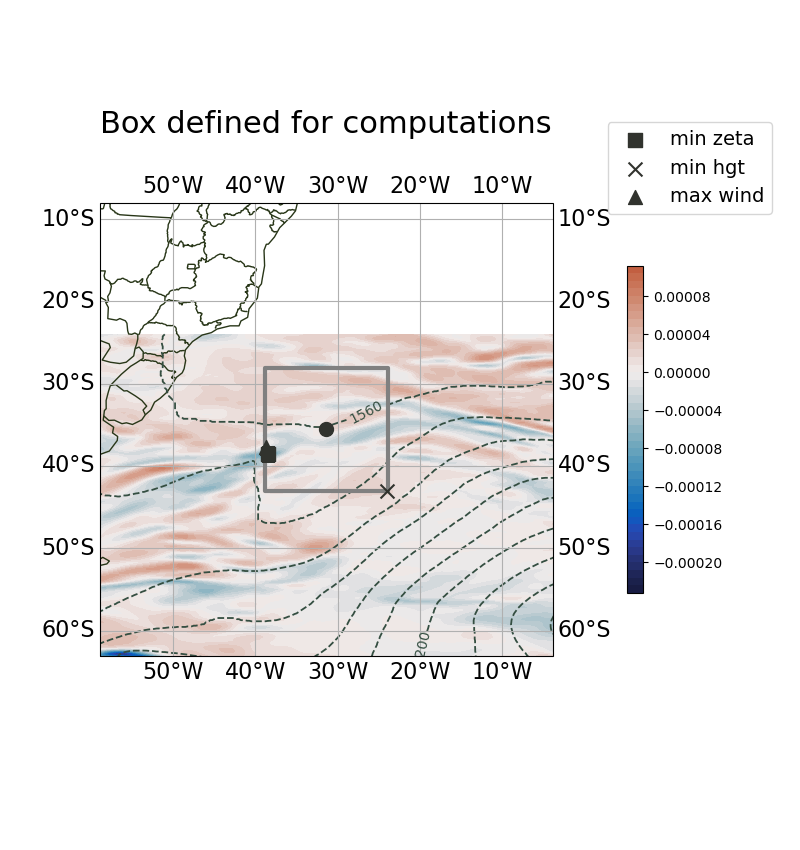 Box defined for computations
min zeta
min hgt
max wind
50°W 40°W 30°W 20°W 10°W
10°S 10°S
20°S 20°S
30°S 30°S
40°S 40°S
50°S 50°S
60°S 60°S
1560
200
50°W 40°W 30°W 20°W 10°W
0.00008
0.00004
0.00000
−0.00004
−0.00008
−0.00012
−0.00016
−0.00020